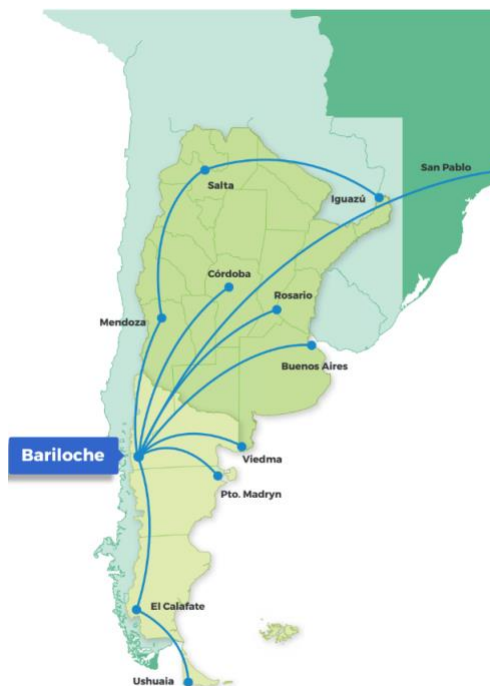 San Pablo
Salta
Iguazú
Córdoba
Rosario
Mendoza
Buenos Aires
Bariloche
Viedma
Pto. Madryn
El Calafate
Ushuaia